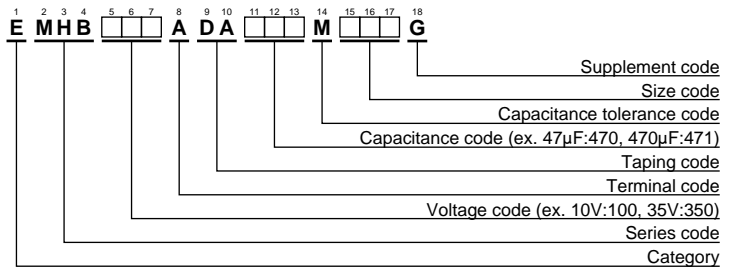 1 2 3 4 5 6 7 8 9 10 11 12 13 14 15 16 17 18
E MHB A DA M G
Supplement code
Size code
Capacitance tolerance code
Capacitance code (ex. 47µF:470, 470µF:471)
Taping code
Terminal code
Voltage code (ex. 10V:100, 35V:350)
Series code
Category